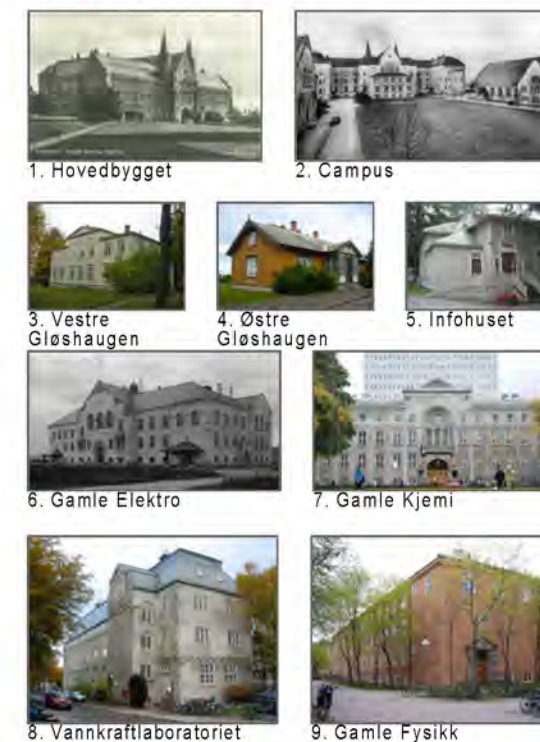 1. Hovedbygget
2. Campus
3. Vestre
Gløshaugen
4. Østre
Gløshaugen
5. Infohuset
6. Gamle Elektro
7. Gamle Kjemi
8. Vannkraftlaboratoriet
9. Gamle Fysikk